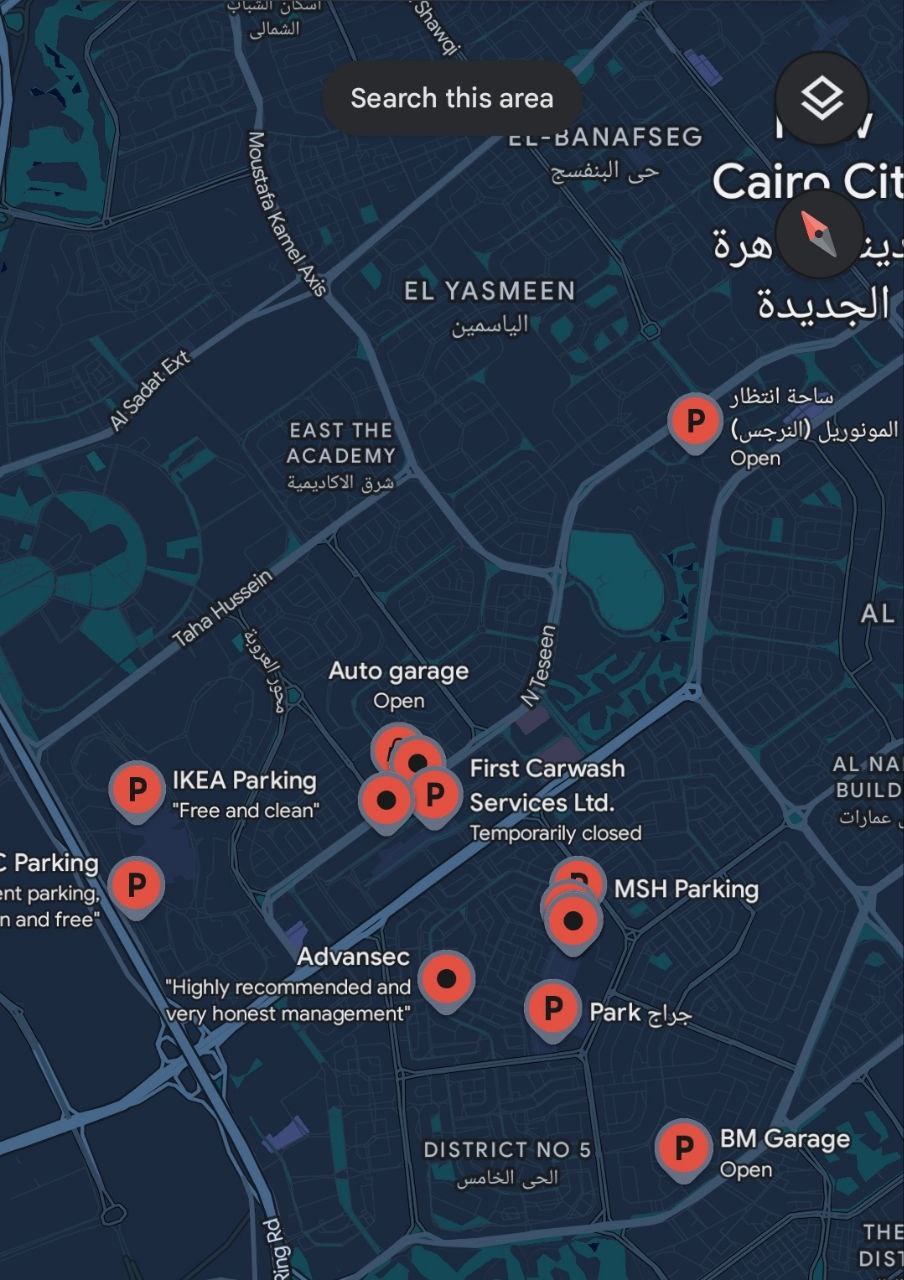 اسكان الشباب
الشمالى
Shawqi
Search this area
EL-BANAFSEG
حى البنفسج
Cairo Cit
هرة
الجديدة
Moustafa Kamel Axis
EL YASMEEN
الياسمين
Al Sadat Ext
ساحة انتظار
المونوريل (النرجس)
Open
EAST THE
ACADEMY
شرق الاكاديمية
Taha Hussein
محور العروبة
AL
N Teseen
Auto garage
Open
IKEA Parking
"Free and clean"
First Carwash
Services Ltd.
Temporarily closed
AL NA
BUILD
عمارات
C Parking
ent parking,
n and free"
MSH Parking
Advansec
"Highly recommended and
very honest management"
Park جراج
DISTRICT NO 5
الحى الخامس
BM Garage
Open
Ring Rd
THE
DIST